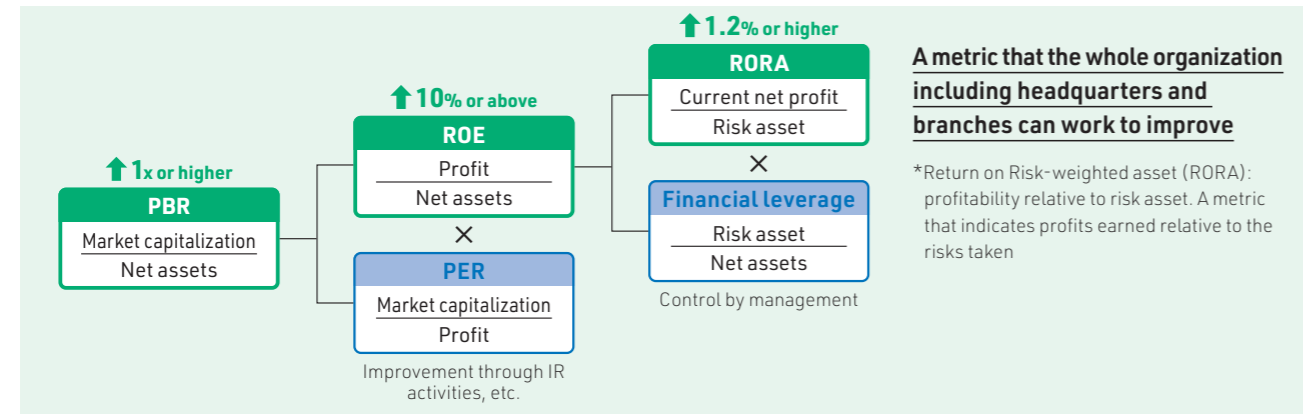 1x or higher
PBR
Market capitalization
Net assets
10% or above
ROE
Profit
Net assets
×
PER
Market capitalization
Profit
Improvement through IR
activities, etc.
1.2% or higher
RORA
Current net profit
Risk asset
×
Financial leverage
Risk asset
Net assets
Control by management
A metric that the whole organization
including headquarters and
branches can work to improve
*Return on Risk-weighted asset (RORA):
profitability relative to risk asset. A metric
that indicates profits earned relative to the
risks taken